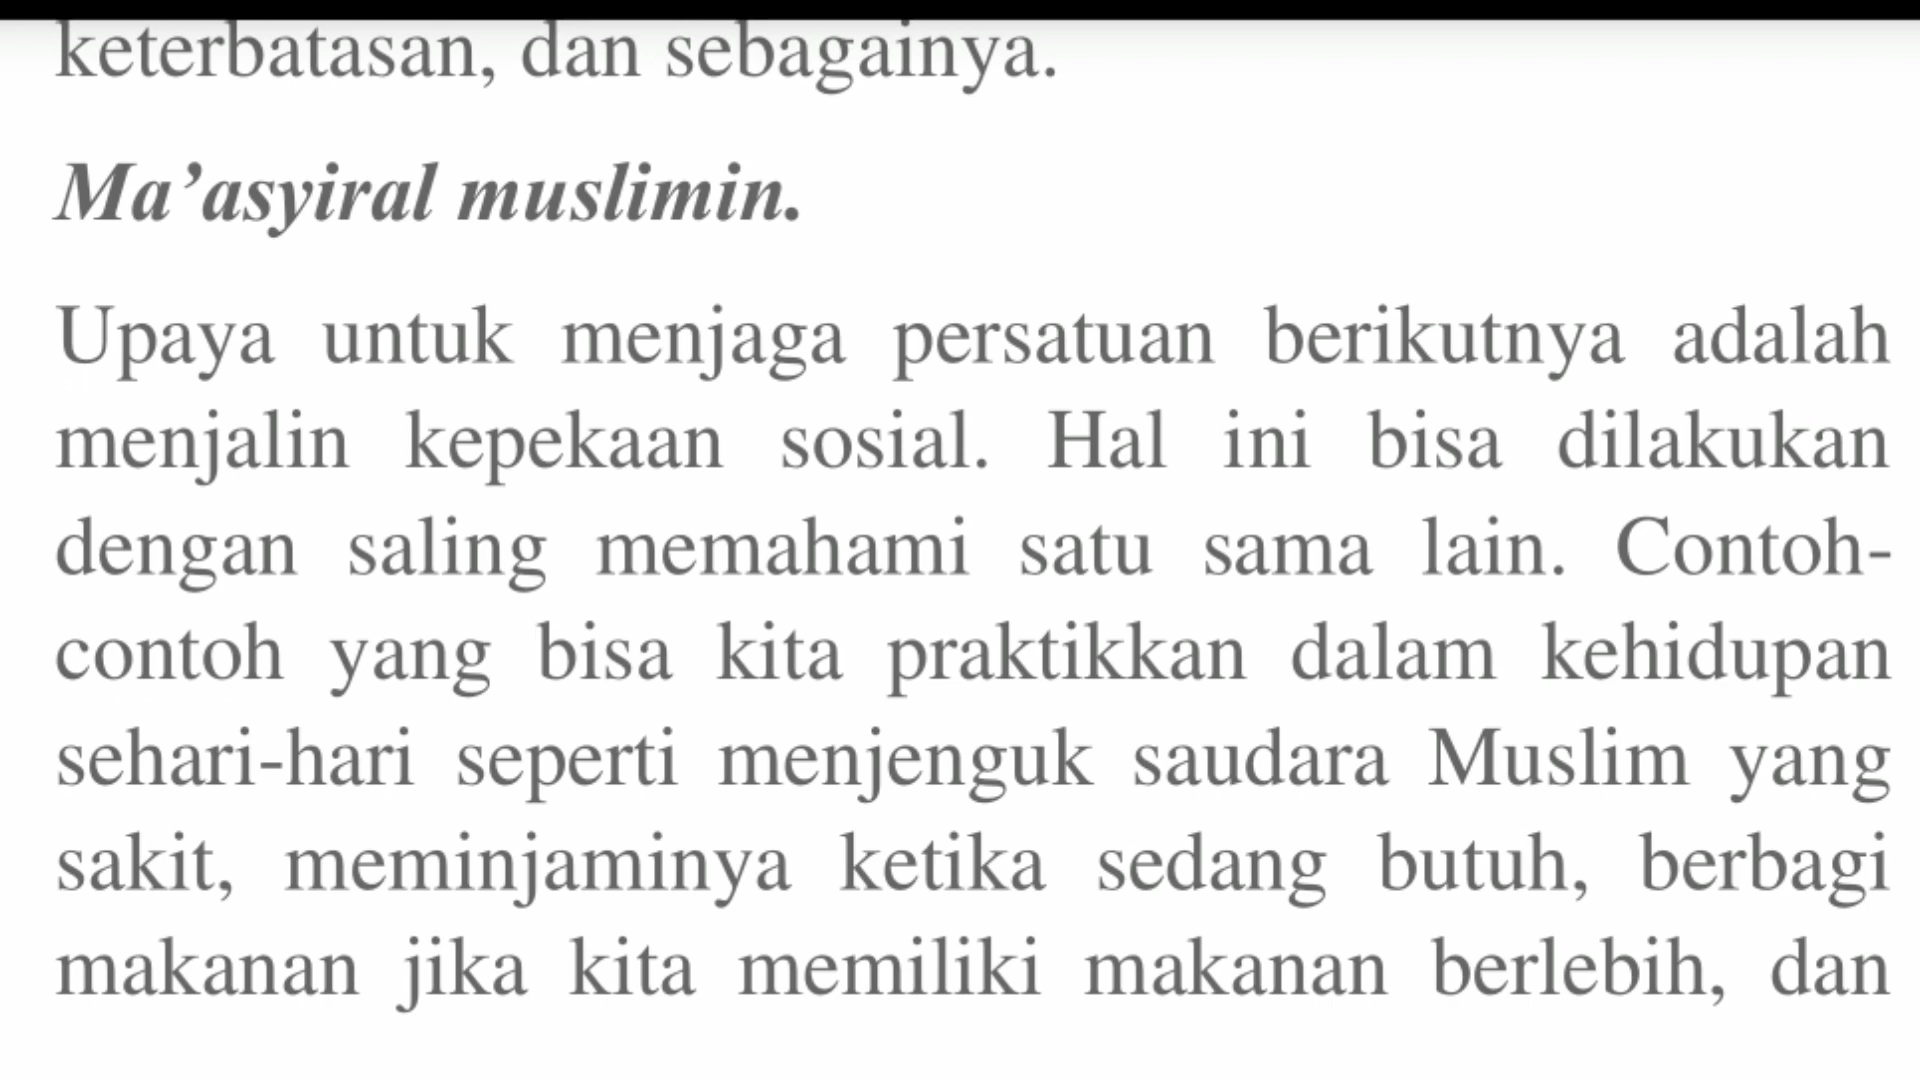 keterbatasan, dan sebagainya.
Ma’asyiral muslimin.
Upaya untuk menjaga persatuan berikutnya adalah
menjalin kepekaan sosial. Hal ini bisa dilakukan
dengan saling memahami satu sama lain. Contoh-
contoh yang bisa kita praktikkan dalam kehidupan
sehari-hari seperti menjenguk saudara Muslim yang
sakit, meminjaminya ketika sedang butuh, berbagi
makanan jika kita memiliki makanan berlebih, dan